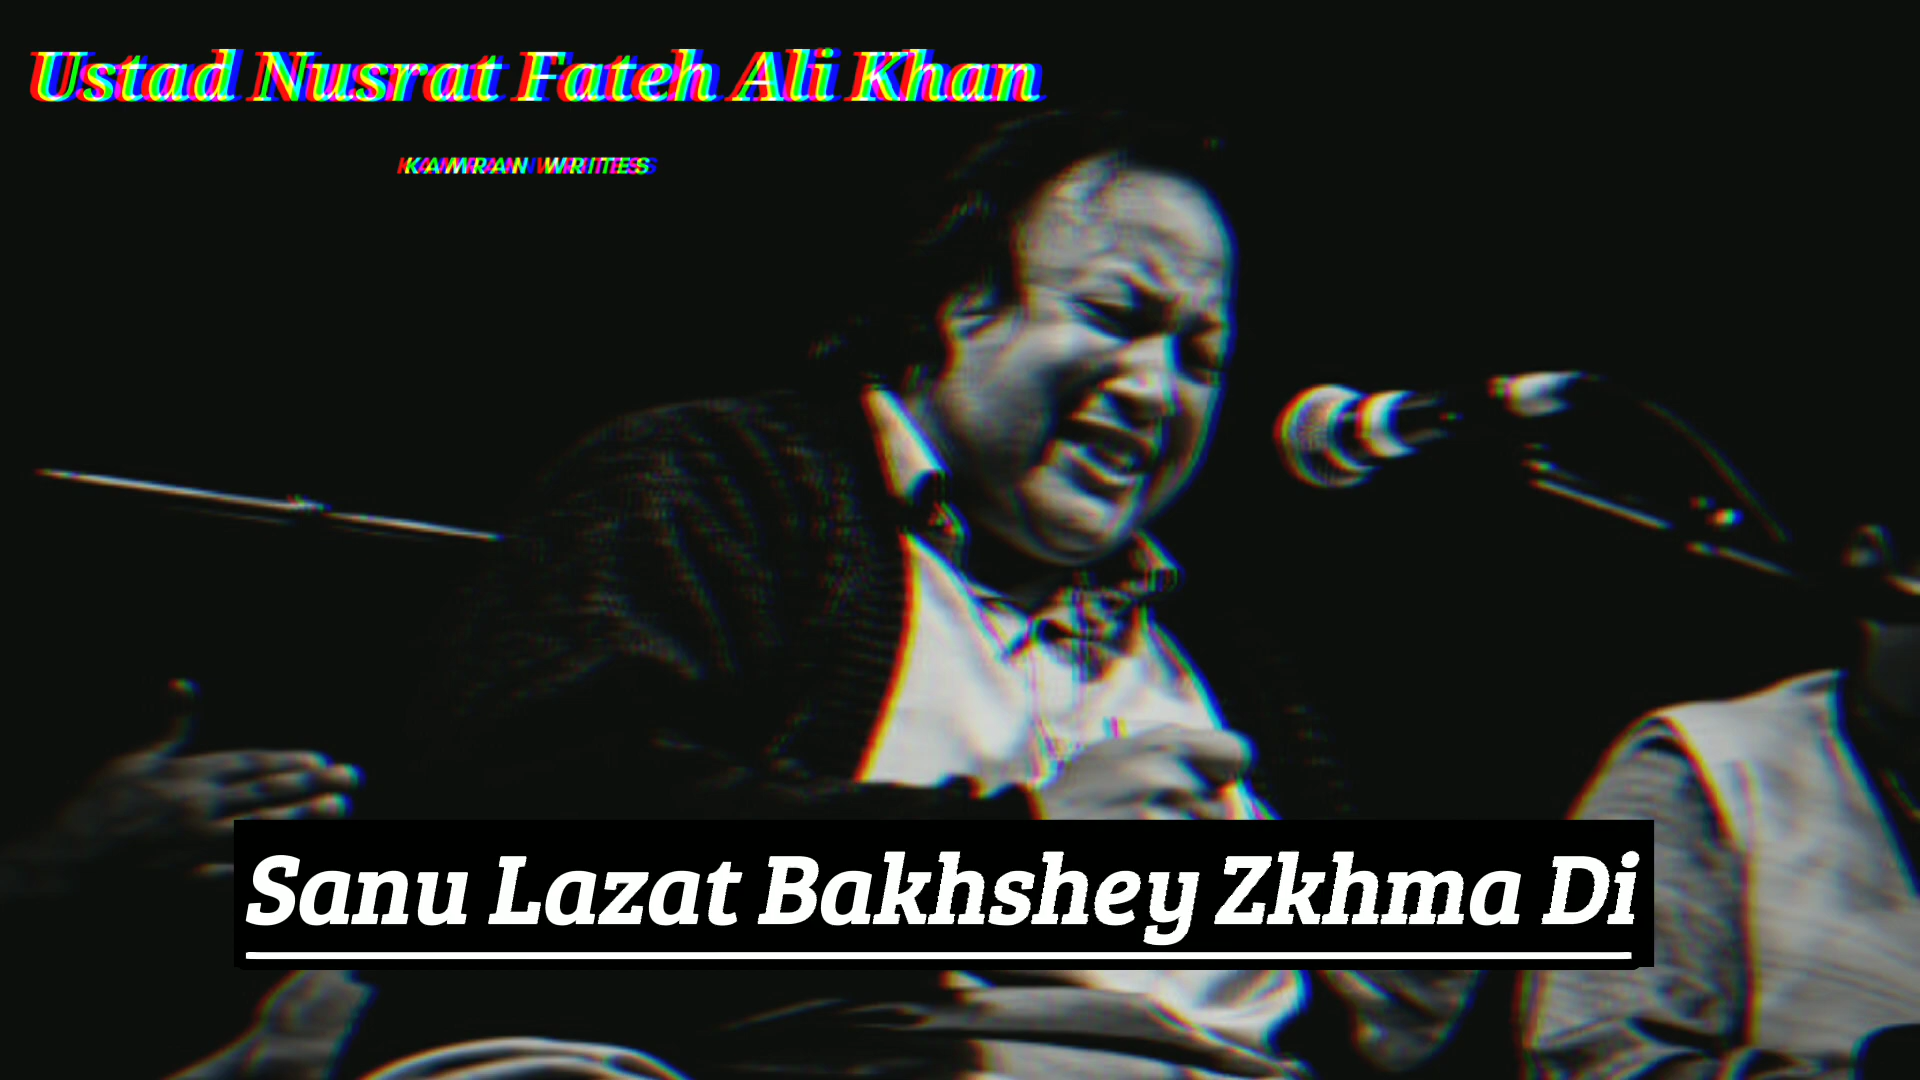 Ustad Nusrat Fateh Ali Khan
KAMRAN WRITES
Sanu Lazat Bakhshey Zkhma Di